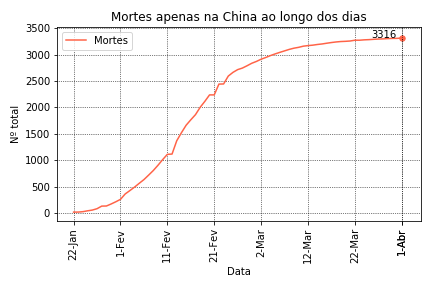 Mortes apenas na China ao longo dos dias
Mortes
3316
Nº total
3500
3000
2500
2000
1500
1000
500
0
22-Jan
1-Fev
11-Fev
21-Fev
2-Mar
12-Mar
22-Mar
1-Abr
Data